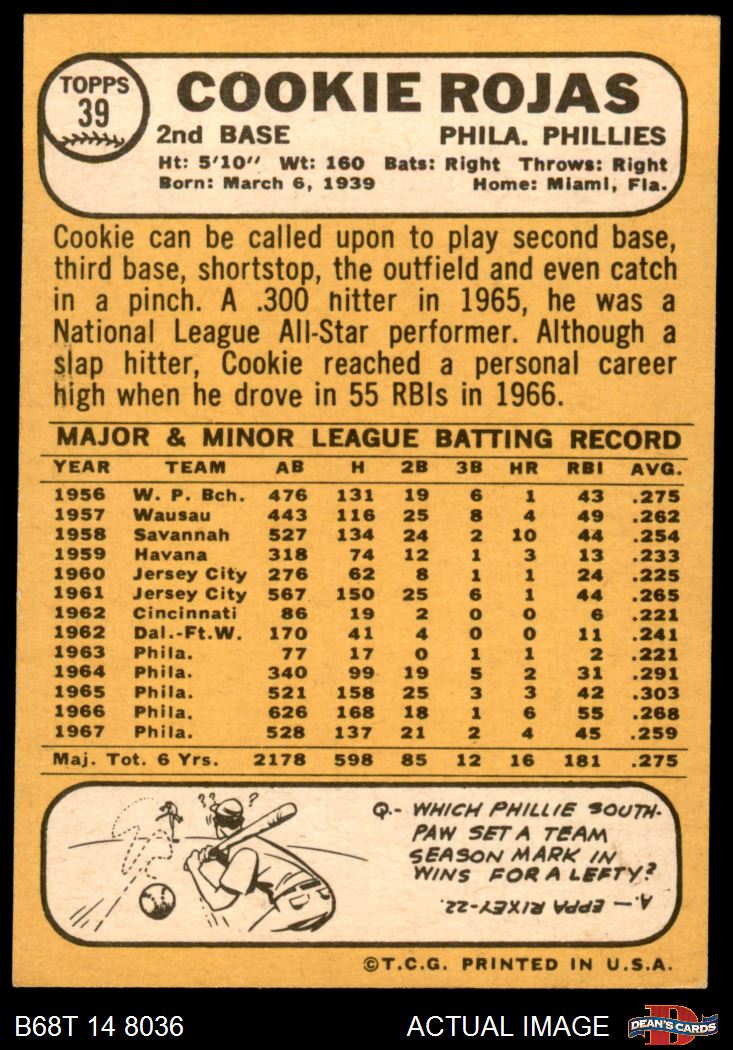 TOPPS
39
COOKIE ROJAS
2nd BASE PHILA. PHILLIES
Ht: 5'10" Wt: 160 Bats: Right Throws: Right
Born: March 6, 1939 Home: Miami, Fla.
Cookie can be called upon to play second base,
third base, shortstop, the outfield and even catch
in a pinch. A .300 hitter in 1965, he was a
National League All-Star performer. Although a
slap hitter, Cookie reached a personal career
high when he drove in 55 RBIs in 1966.
MAJOR & MINOR LEAGUE BATTING RECORD
YEAR TEAM AB H 2B 3B HR RBI AVG.
1956 W. P. Bch. 476 131 19 6 1 43 .275
1957 Wausau 443 116 25 8 4 49 .262
1958 Savannah 527 134 24 2 10 44 .254
1959 Havana 318 74 12 1 3 13 .233
1960 Jersey City 276 62 8 1 1 24 .225
1961 Jersey City 567 150 25 6 1 44 .265
1962 Cincinnati 86 19 2 0 0 6 .221
1962 Dal.-Ft.W. 170 41 4 0 0 11 .241
1963 Phila. 77 17 0 1 1 2 .221
1964 Phila. 340 99 19 5 2 31 .291
1965 Phila. 521 158 25 3 3 42 .303
1966 Phila. 626 168 18 1 6 55 .268
1967 Phila. 528 137 21 2 4 45 .259
Maj. Tot. 6 Yrs. 2178 598 85 12 16 181 .275
?? ?
Q.- WHICH PHILLIE SOUTH-
PAW SET A TEAM
SEASON MARK IN
WINS FOR A LEFTY?
A.- EPPA RIXEY-22.
©T.C.G. PRINTED IN U.S.A.
B68T 14 8036 ACTUAL IMAGE D DEAN'S CARDS